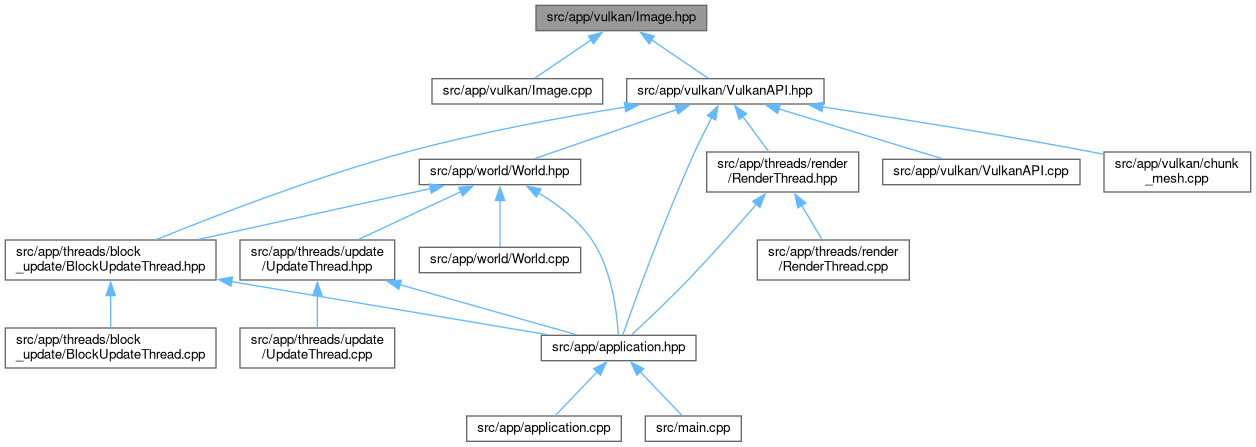 src/app/vulkan/Image.hpp
src/app/vulkan/Image.cpp
src/app/vulkan/VulkanAPI.hpp
src/app/world/World.hpp
src/app/threads/render
/RenderThread.hpp
src/app/vulkan/VulkanAPI.cpp
src/app/vulkan/chunk
_mesh.cpp
src/app/threads/block
_update/BlockUpdateThread.hpp
src/app/threads/update
/UpdateThread.hpp
src/app/world/World.cpp
src/app/threads/render
/RenderThread.cpp
src/app/threads/block
_update/BlockUpdateThread.cpp
src/app/threads/update
/UpdateThread.cpp
src/app/application.hpp
src/app/application.cpp
src/main.cpp